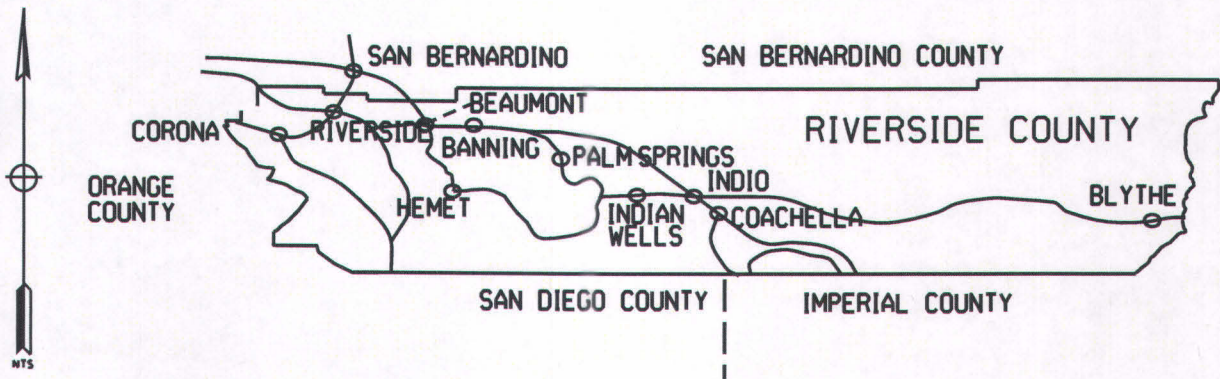 SAN BERNARDINO
SAN BERNARDINO COUNTY
BEAUMONT
CORONA
RIVERSIDE
BANNING
RIVERSIDE COUNTY
PALM SPRINGS
ORANGE
COUNTY
HEMET
INDIAN
WELLS
INDIO
COACHELLA
BLYTHE
SAN DIEGO COUNTY
IMPERIAL COUNTY
NTS